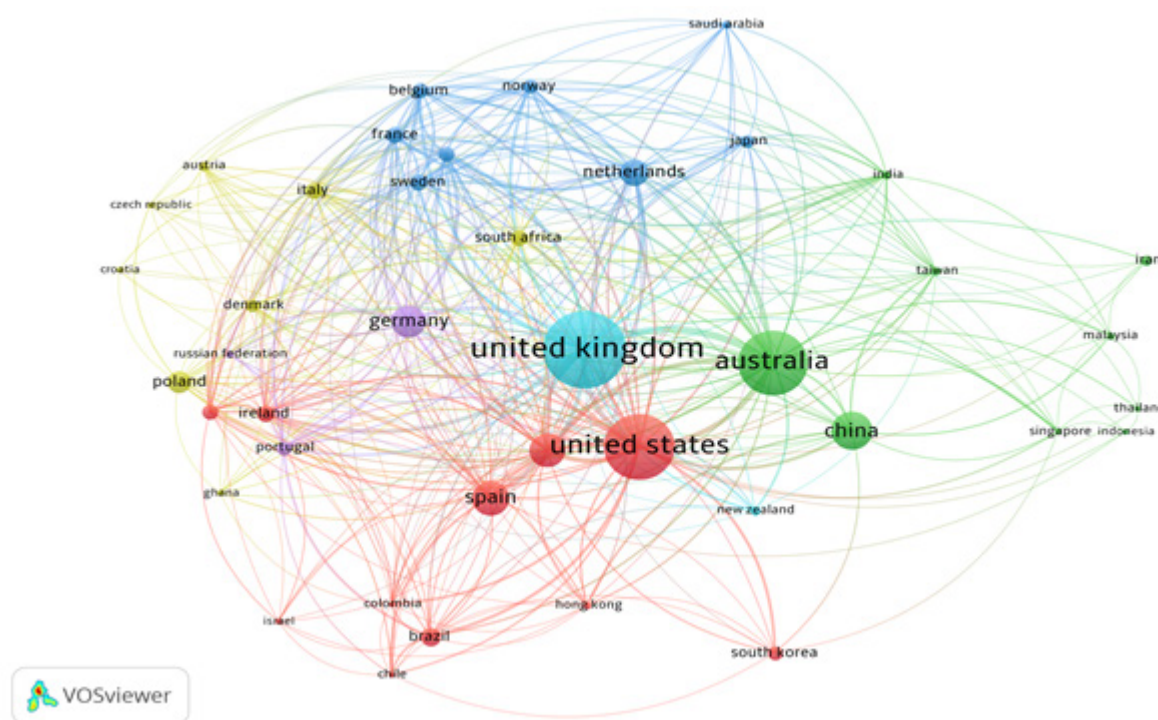 saudi arabia
belgium
norway
france
japan
austria
italy
sweden
netherlands
india
czech republic
south africa
croatia
taiwan
iran
denmark
germany
russian federation
united kingdom
australia
malaysia
poland
ireland
portugal
united states
china
thailan
singapore
indonesia
ghana
spain
new zealand
colombia
hong kong
israel
brazil
chile
south korea
VOSviewer